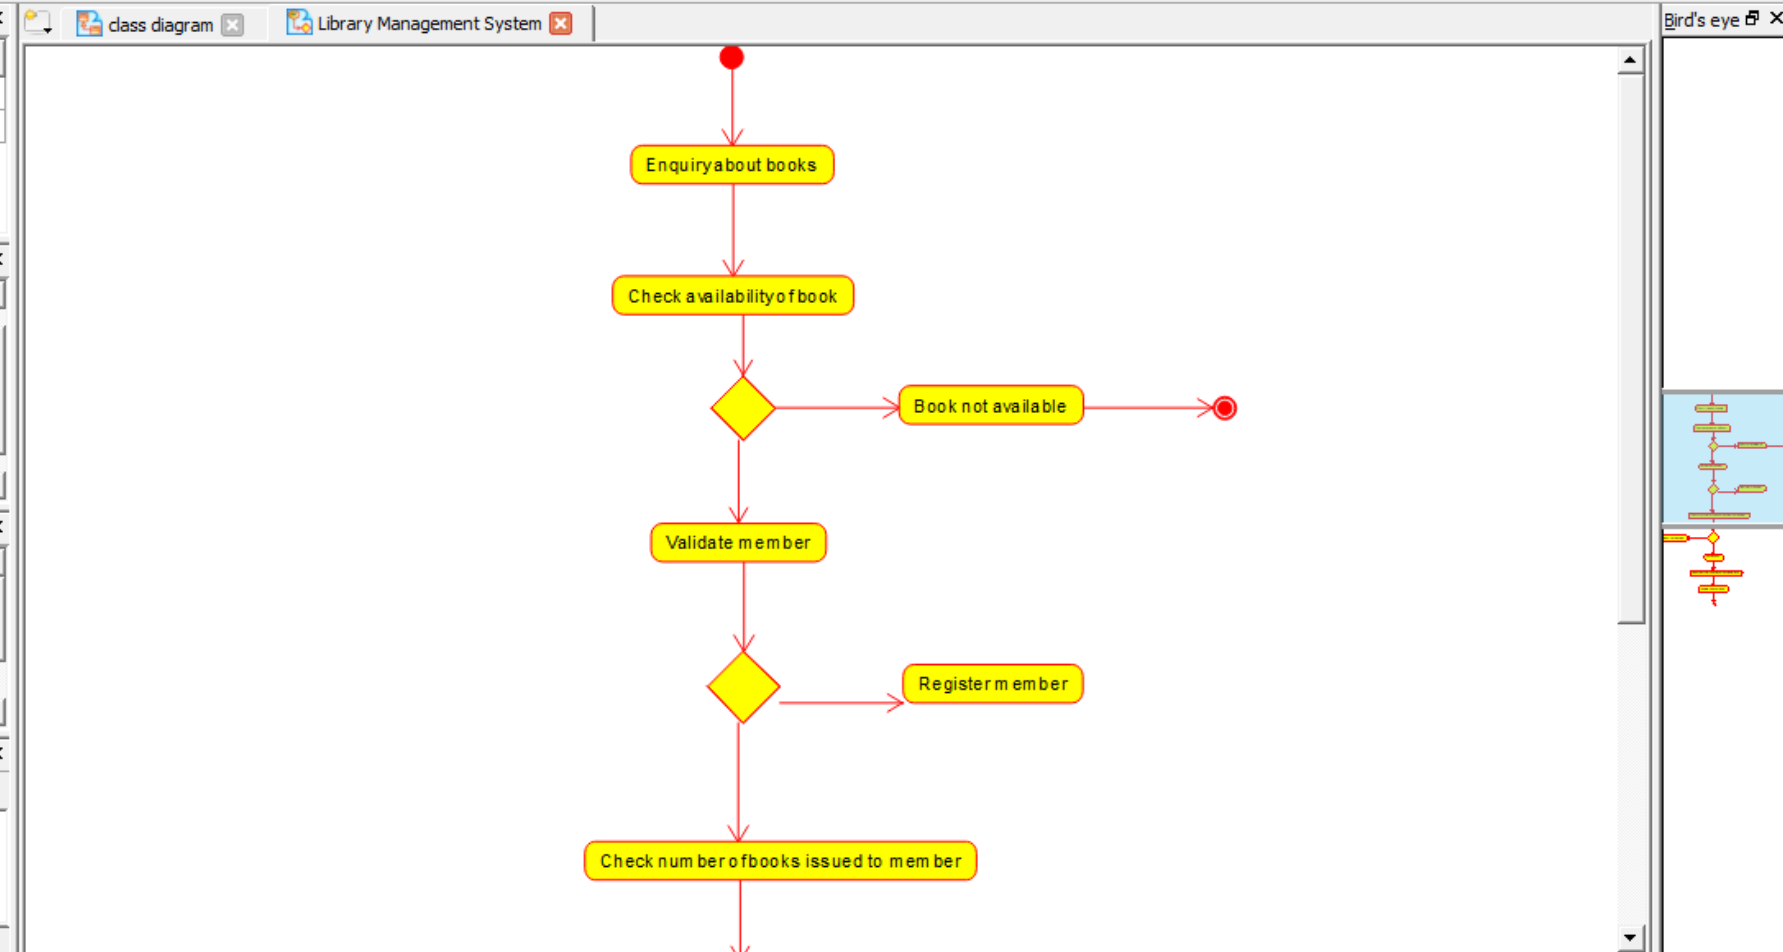 class diagram
Library Management System
Bird's eye
Enquiry about books
Check availability of book
Book not available
Validate member
Register member
Check number of books issued to member